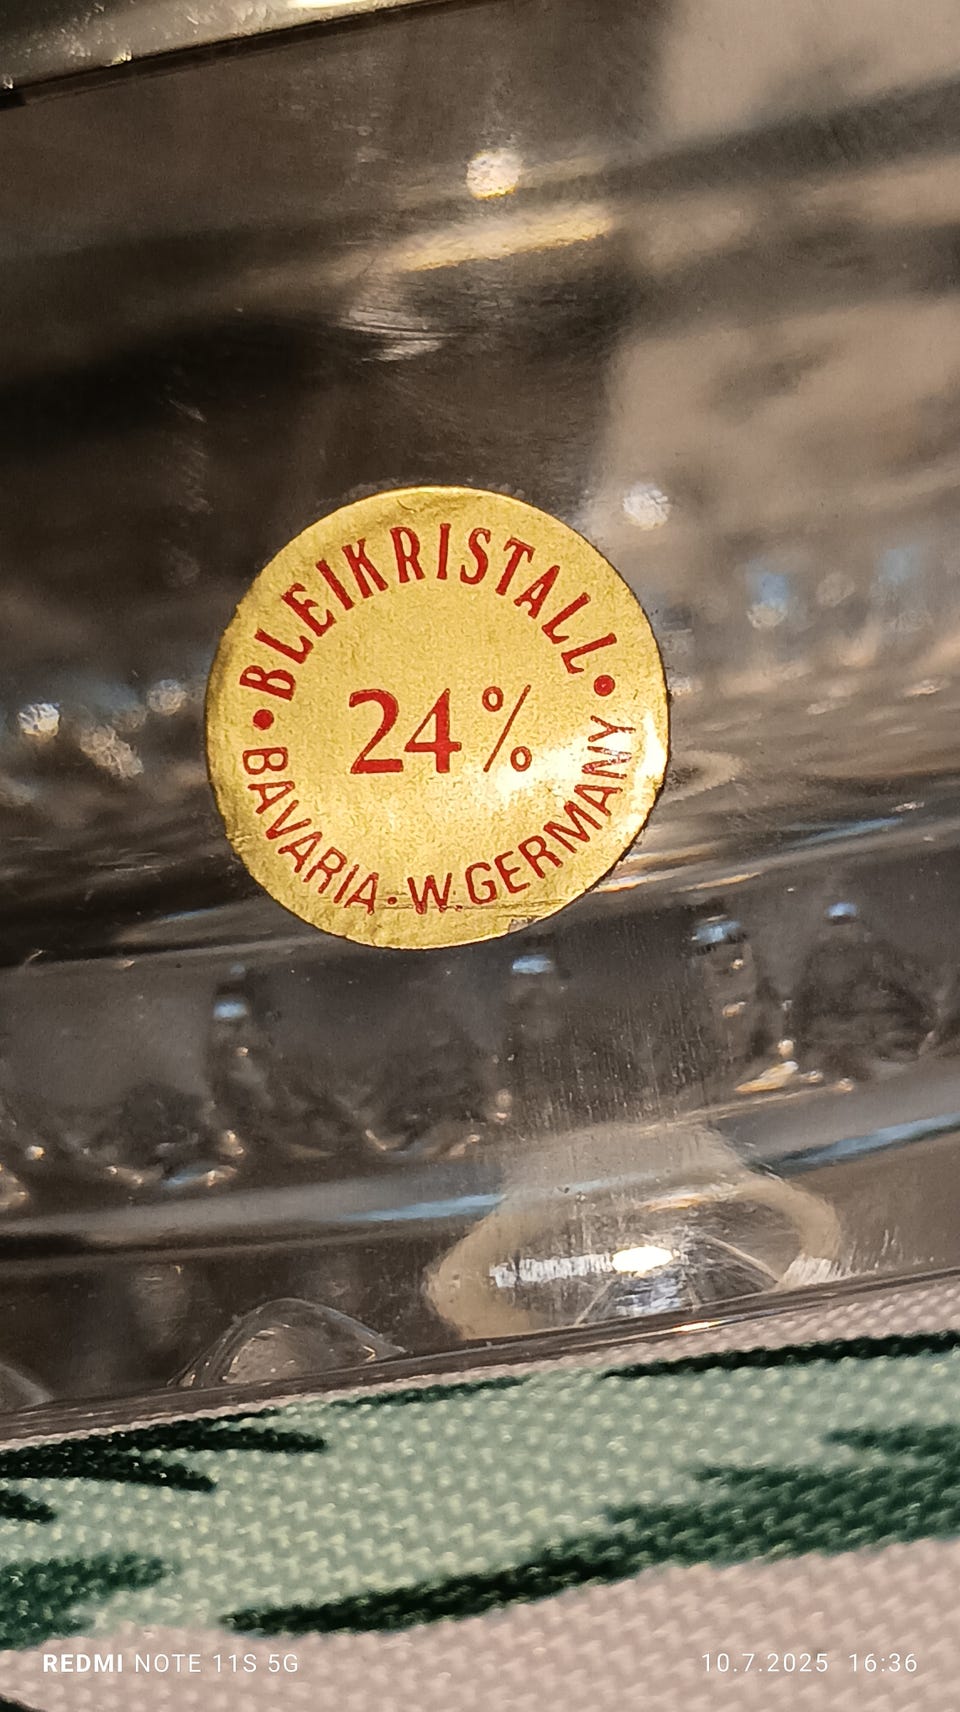 • BLEIKRISTALL •
24%
BAVARIA • W. GERMANY
REDMI NOTE 11S 5G
10.7.2025 16:36